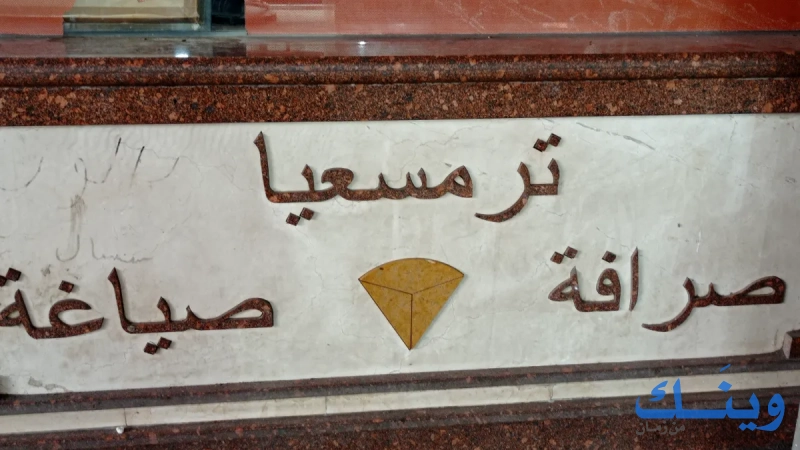 ترمسعيا
صرافة صياغة
وينك